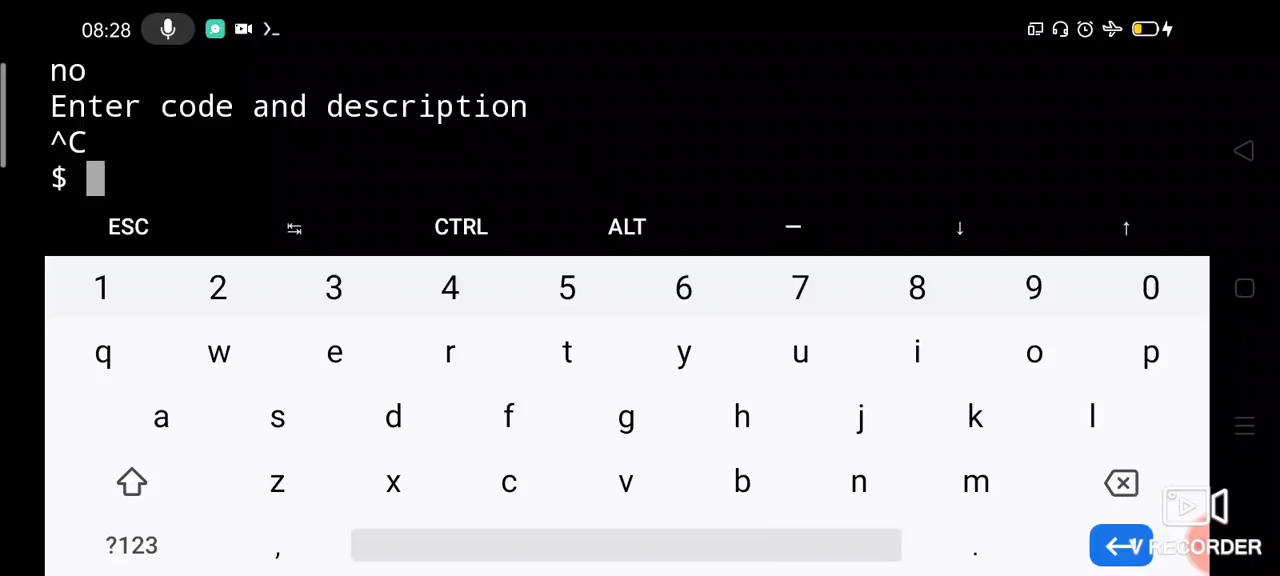 08:28
no
Enter code and description
^C
$
ESC CTRL ALT — ↓ ↑
1 2 3 4 5 6 7 8 9 0
q w e r t y u i o p
a s d f g h j k l
z x c v b n m
?123 , .
V RECORDER